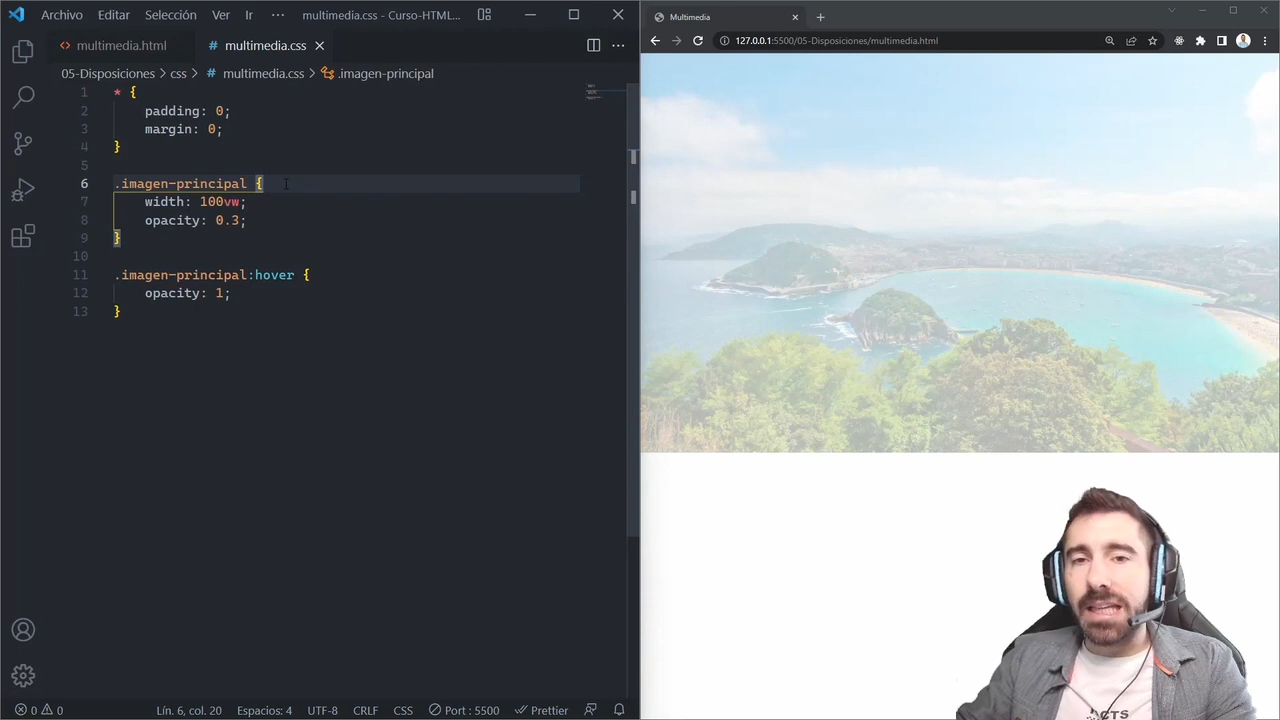 Archivo Editar Selección Ver Ir ··· multimedia.css - Curso-HTML...
multimedia.html
multimedia.css
05-Disposiciones > css > # multimedia.css > .imagen-principal
1 * {
2 padding: 0;
3 margin: 0;
4 }
5
6 .imagen-principal {
7 width: 100vw;
8 opacity: 0.3;
9 }
10
11 .imagen-principal:hover {
12 opacity: 1;
13 }
0 0 Lín. 6, col. 20 Espacios: 4 UTF-8 CRLF CSS Port : 5500 Prettier
Multimedia
127.0.0.1:5500/05-Disposiciones/multimedia.html
CTS